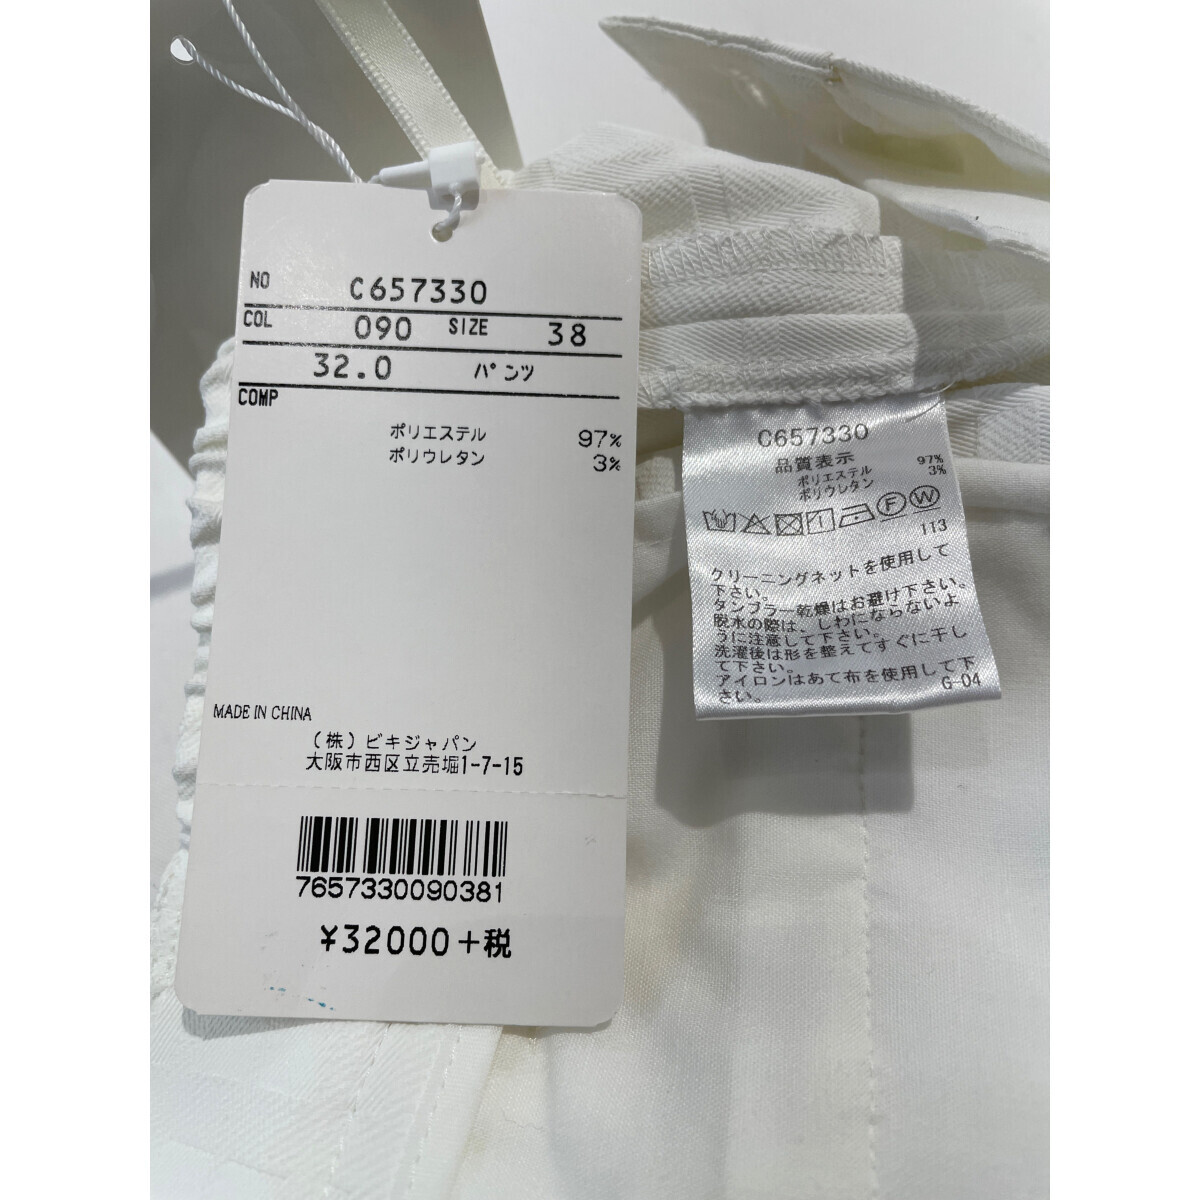 NO C657330
COL 090 SIZE 38
32.0 パンツ
COMP
ポリエステル 97%
ポリウレタン 3%
MADE IN CHINA
(株)ビキジャパン
大阪市西区立売堀1-7-15
7657330090381
¥32000+税
C657330
品質表示
ポリエステル 97%
ポリウレタン 3%
F W
113
クリーニングネットを使用して
下さい。
タンブラー乾燥はお避け下さい。
脱水の際は、しわにならないよ
うに注意して下さい。
洗濯後は形を整えてすぐに干し
て下さい。
アイロンはあて布を使用して下
さい。
G-04